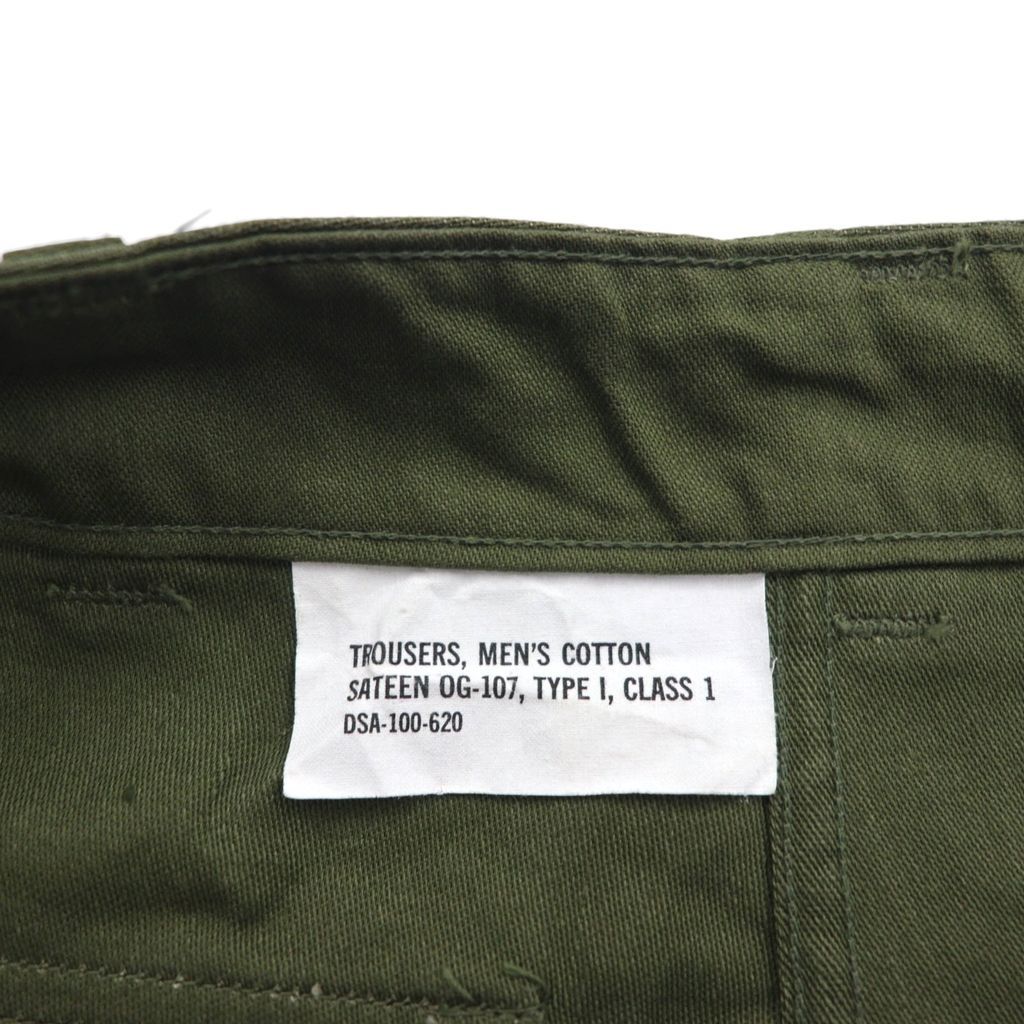 TROUSERS, MEN'S COTTON
SATEEN OG-107, TYPE I, CLASS 1
DSA-100-620